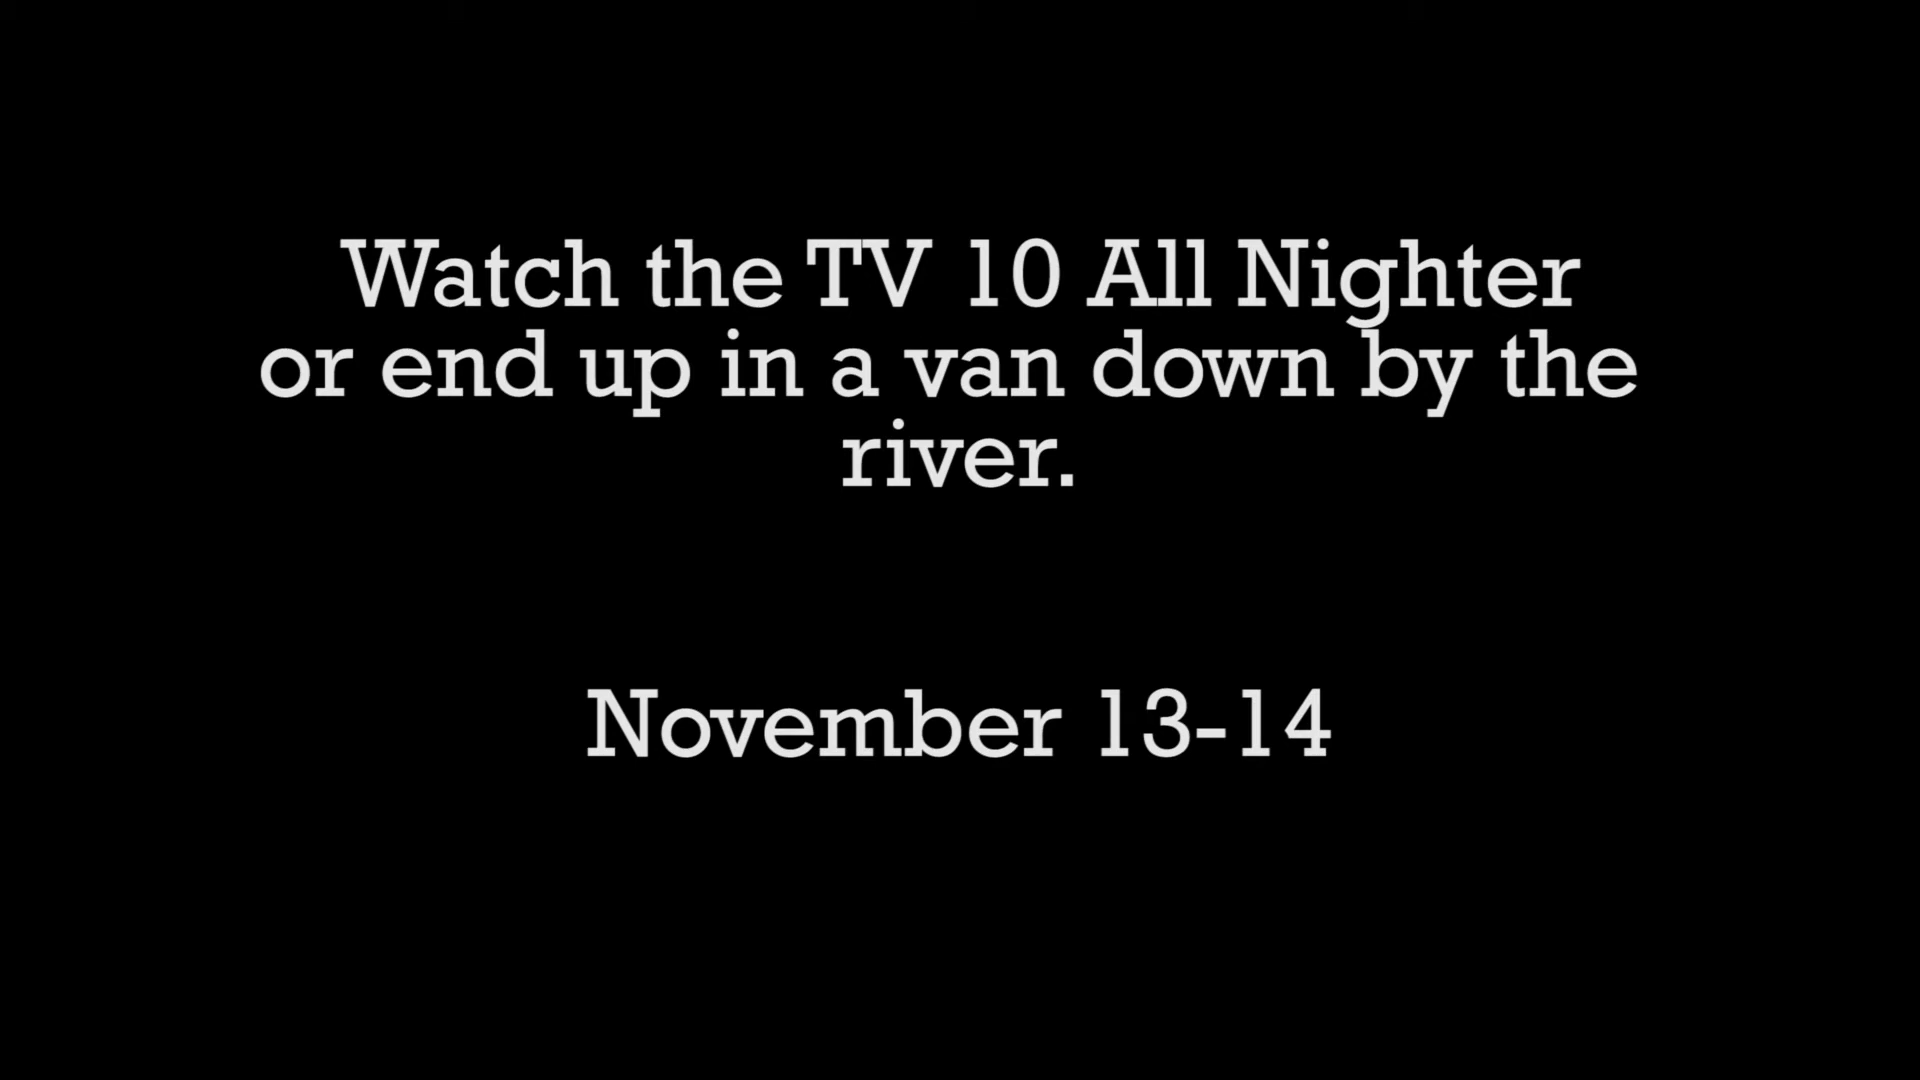 Watch the TV 10 All Nighter
or end up in a van down by the
river.
November 13-14